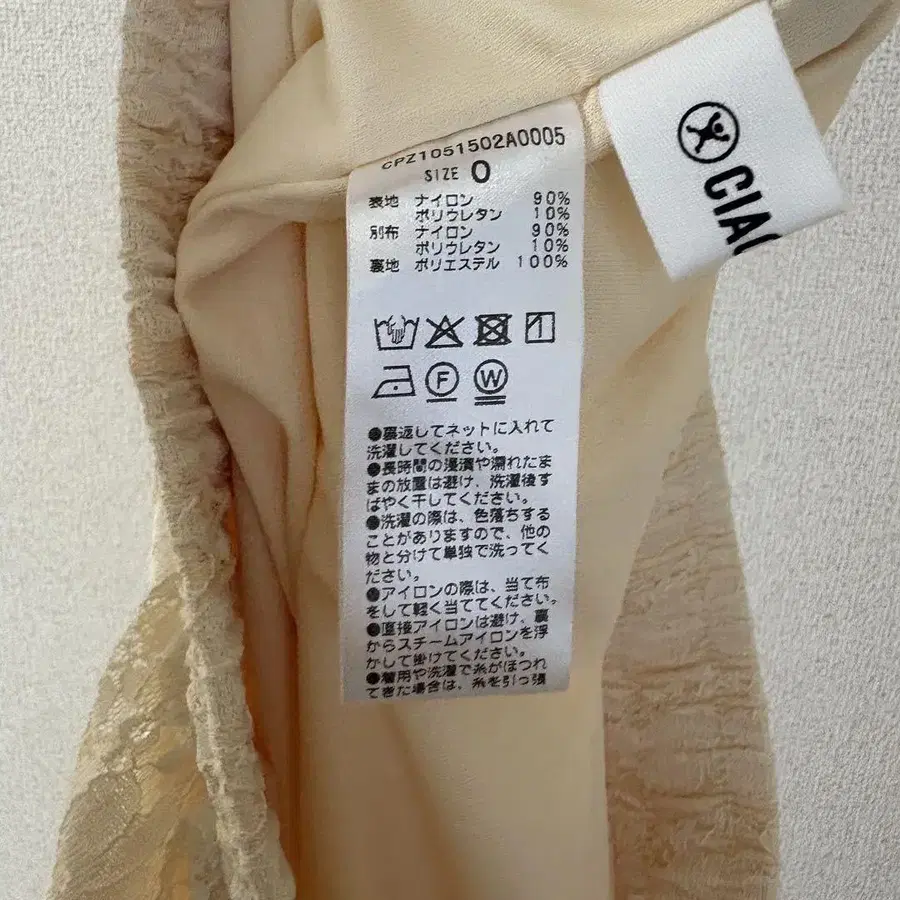 CPZ1051502A0005
SIZE 0
表地 ナイロン 90%
ポリウレタン 10%
別布 ナイロン 90%
ポリウレタン 10%
裏地 ポリエステル 100%
F W
●裏返してネットに入れて
洗濯してください。
●長時間の浸漬や濡れたま
まの放置は避け、洗濯後す
ばやく干してください。
●洗濯の際は、色落ちする
ことがありますので、他の
物と分けて単独で洗ってく
ださい。
●アイロンの際は、当て布
をして軽く当ててください。
●直接アイロンは避け、裏
からスチームアイロンを浮
かして掛けてください。
●着用や洗濯で糸がほつれ
てきた場合は、糸を引っ張
CIAO